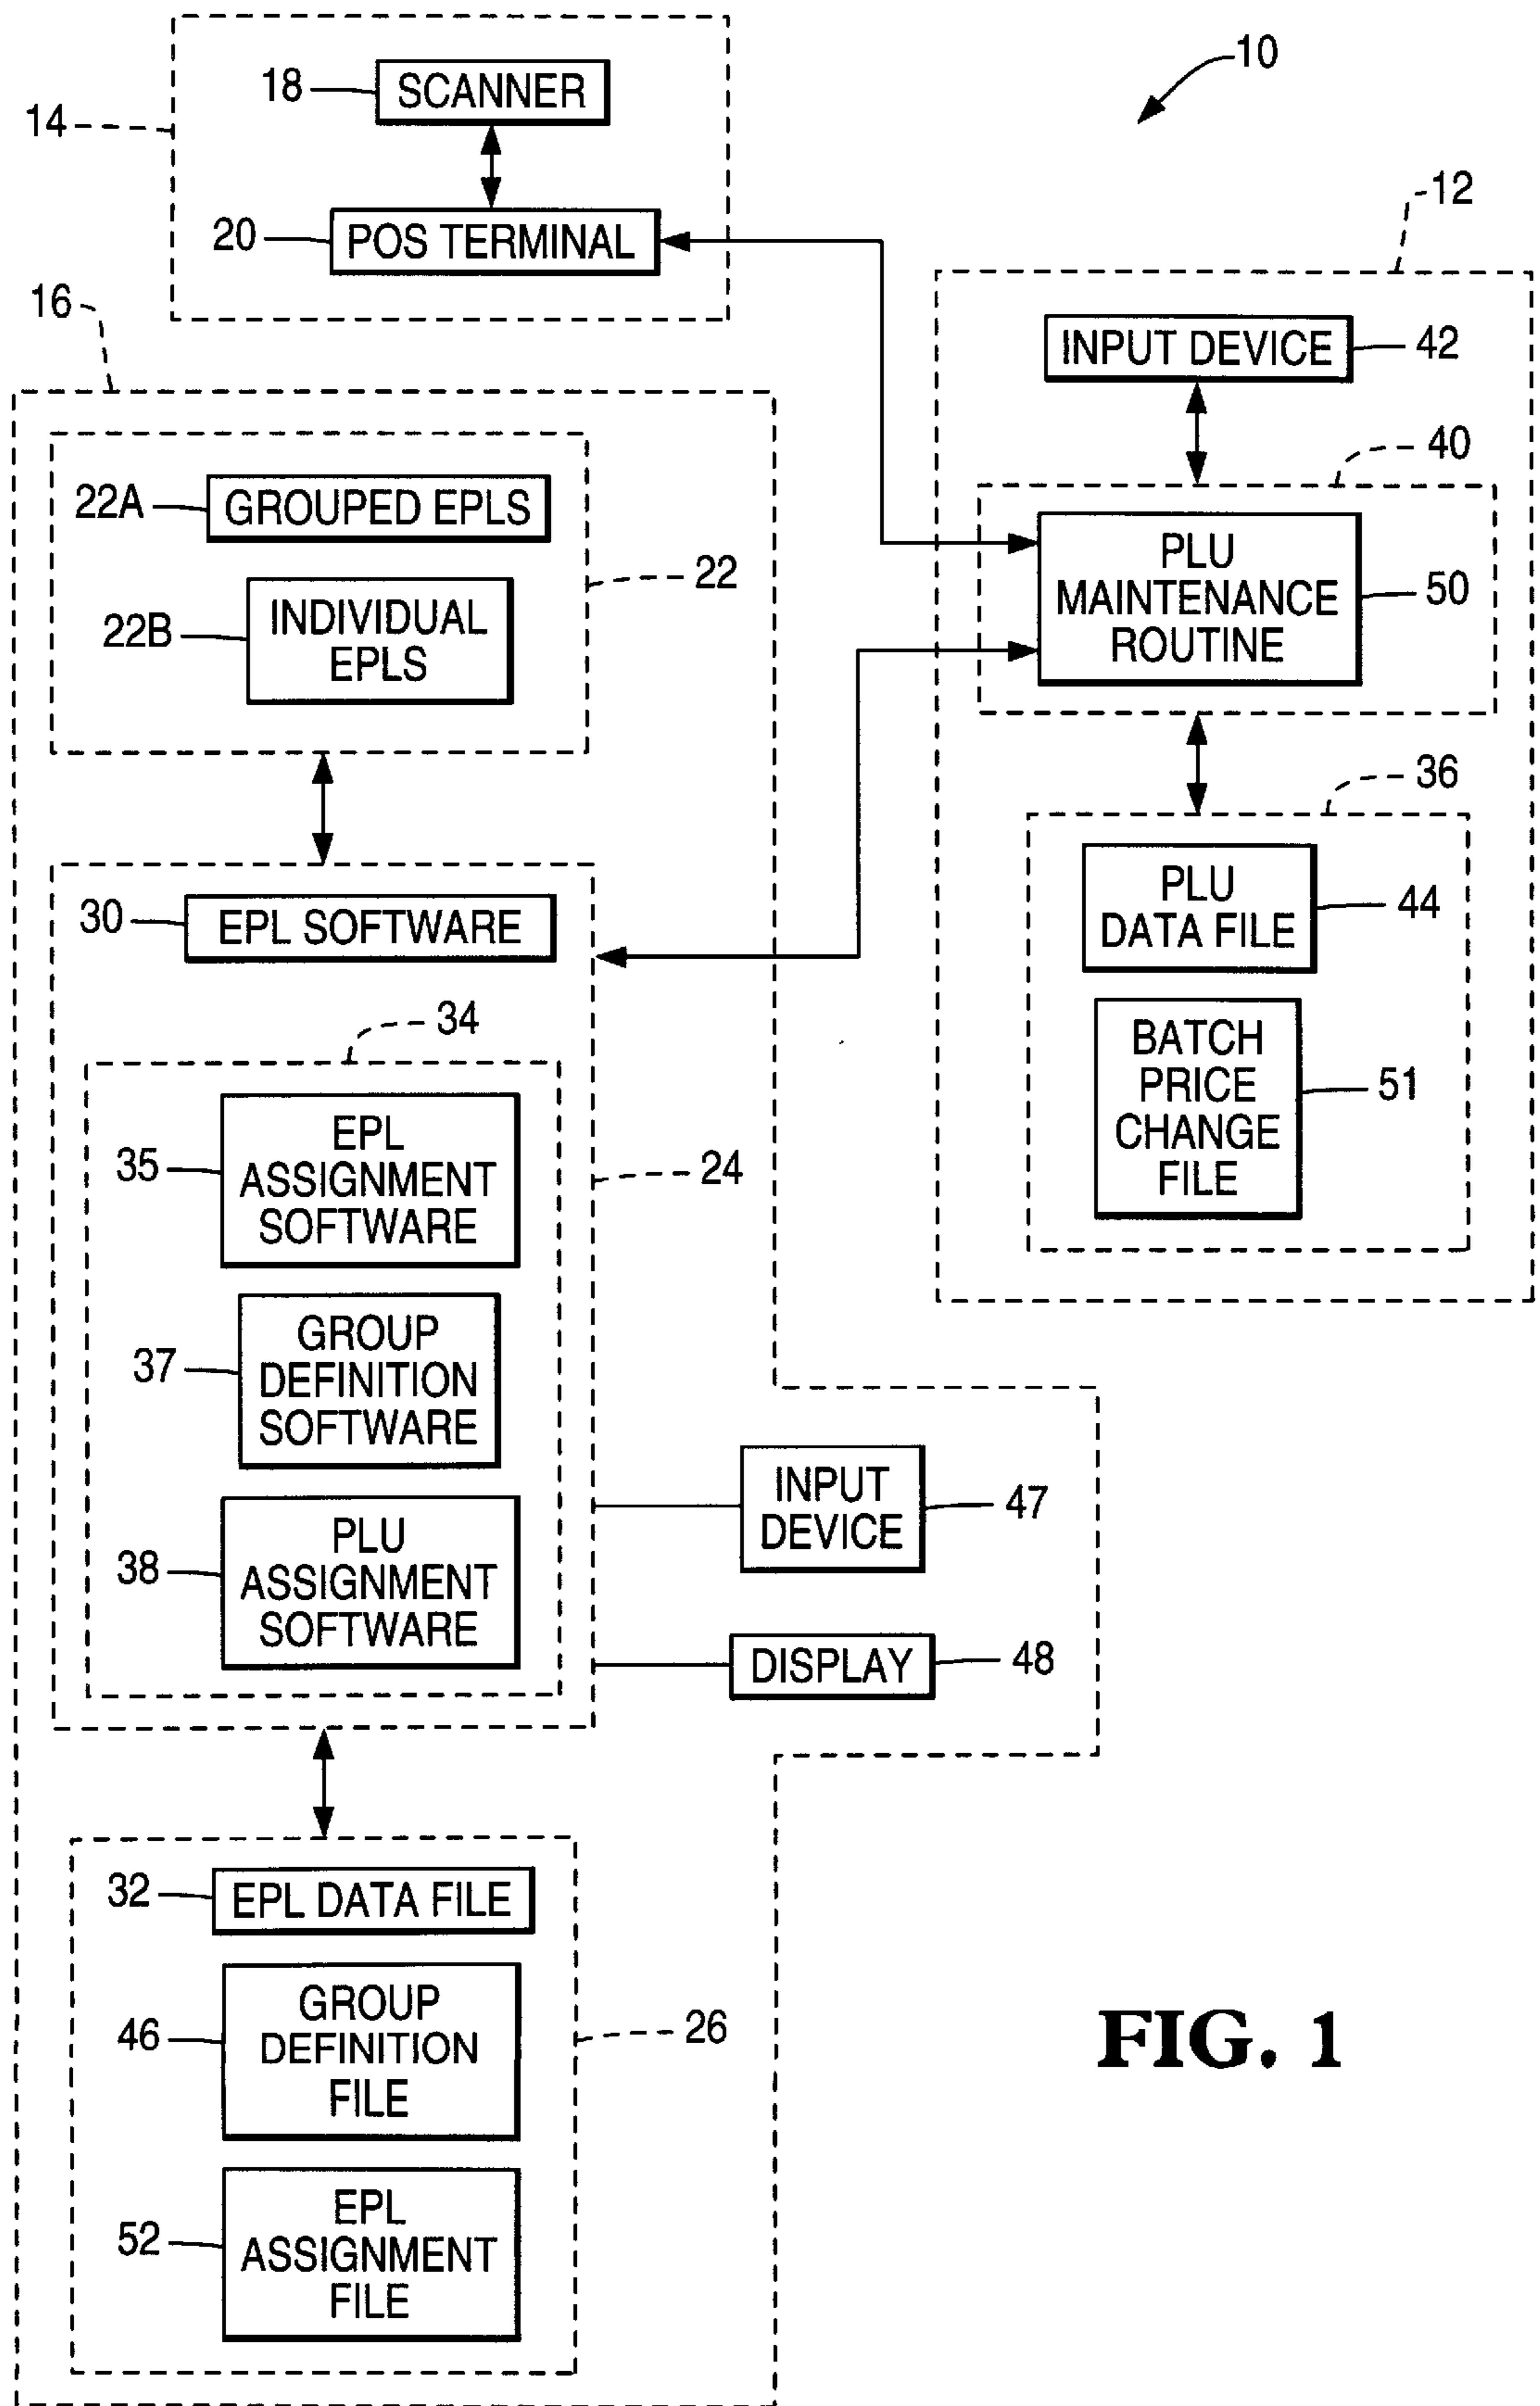 10
18
SCANNER
14
20
POS TERMINAL
12
INPUT DEVICE
42
40
PLU
MAINTENANCE
ROUTINE
50
36
PLU
DATA FILE
44
BATCH
PRICE
CHANGE
FILE
51
16
22A
GROUPED EPLS
22
22B
INDIVIDUAL
EPLS
30
EPL SOFTWARE
34
35
EPL
ASSIGNMENT
SOFTWARE
24
37
GROUP
DEFINITION
SOFTWARE
38
PLU
ASSIGNMENT
SOFTWARE
INPUT
DEVICE
47
DISPLAY
48
32
EPL DATA FILE
46
GROUP
DEFINITION
FILE
26
52
EPL
ASSIGNMENT
FILE
FIG. 1